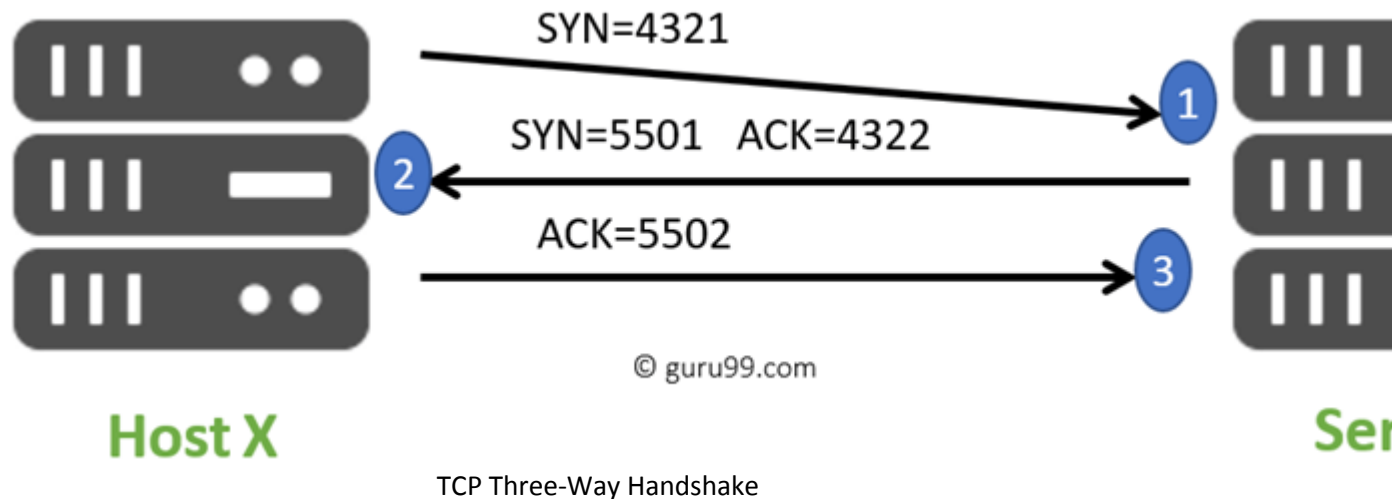 SYN=4321
1
SYN=5501 ACK=4322
2
ACK=5502
3
© guru99.com
Host X
TCP Three-Way Handshake